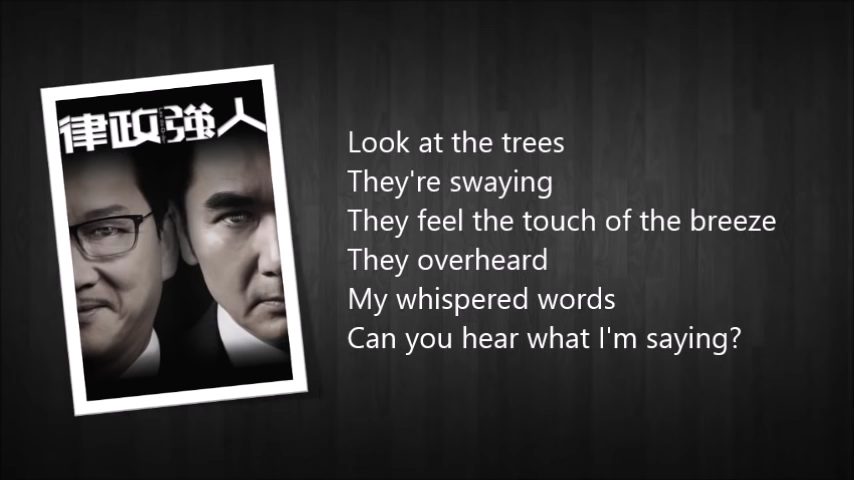 律政強人
Look at the trees
They're swaying
They feel the touch of the breeze
They overheard
My whispered words
Can you hear what I'm saying?